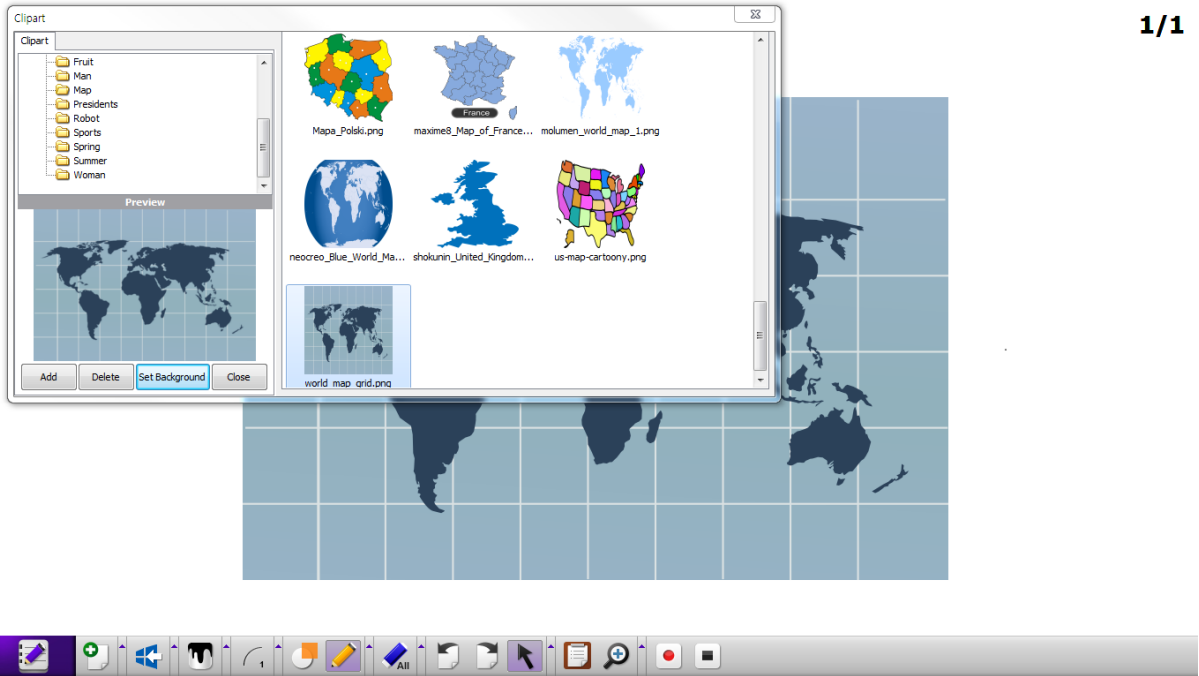 Clipart
1/1
Clipart
Fruit
Man
Map
Presidents
Robot
Sports
Spring
Summer
Woman
Preview
Add Delete Set Background Close
France
Mapa_Polski.png maxime8_Map_of_France... molumen_world_map_1.png
neocreo_Blue_World_Ma... shokunin_United_Kingdom... us-map-cartoony.png
world_map_grid.png
1
All